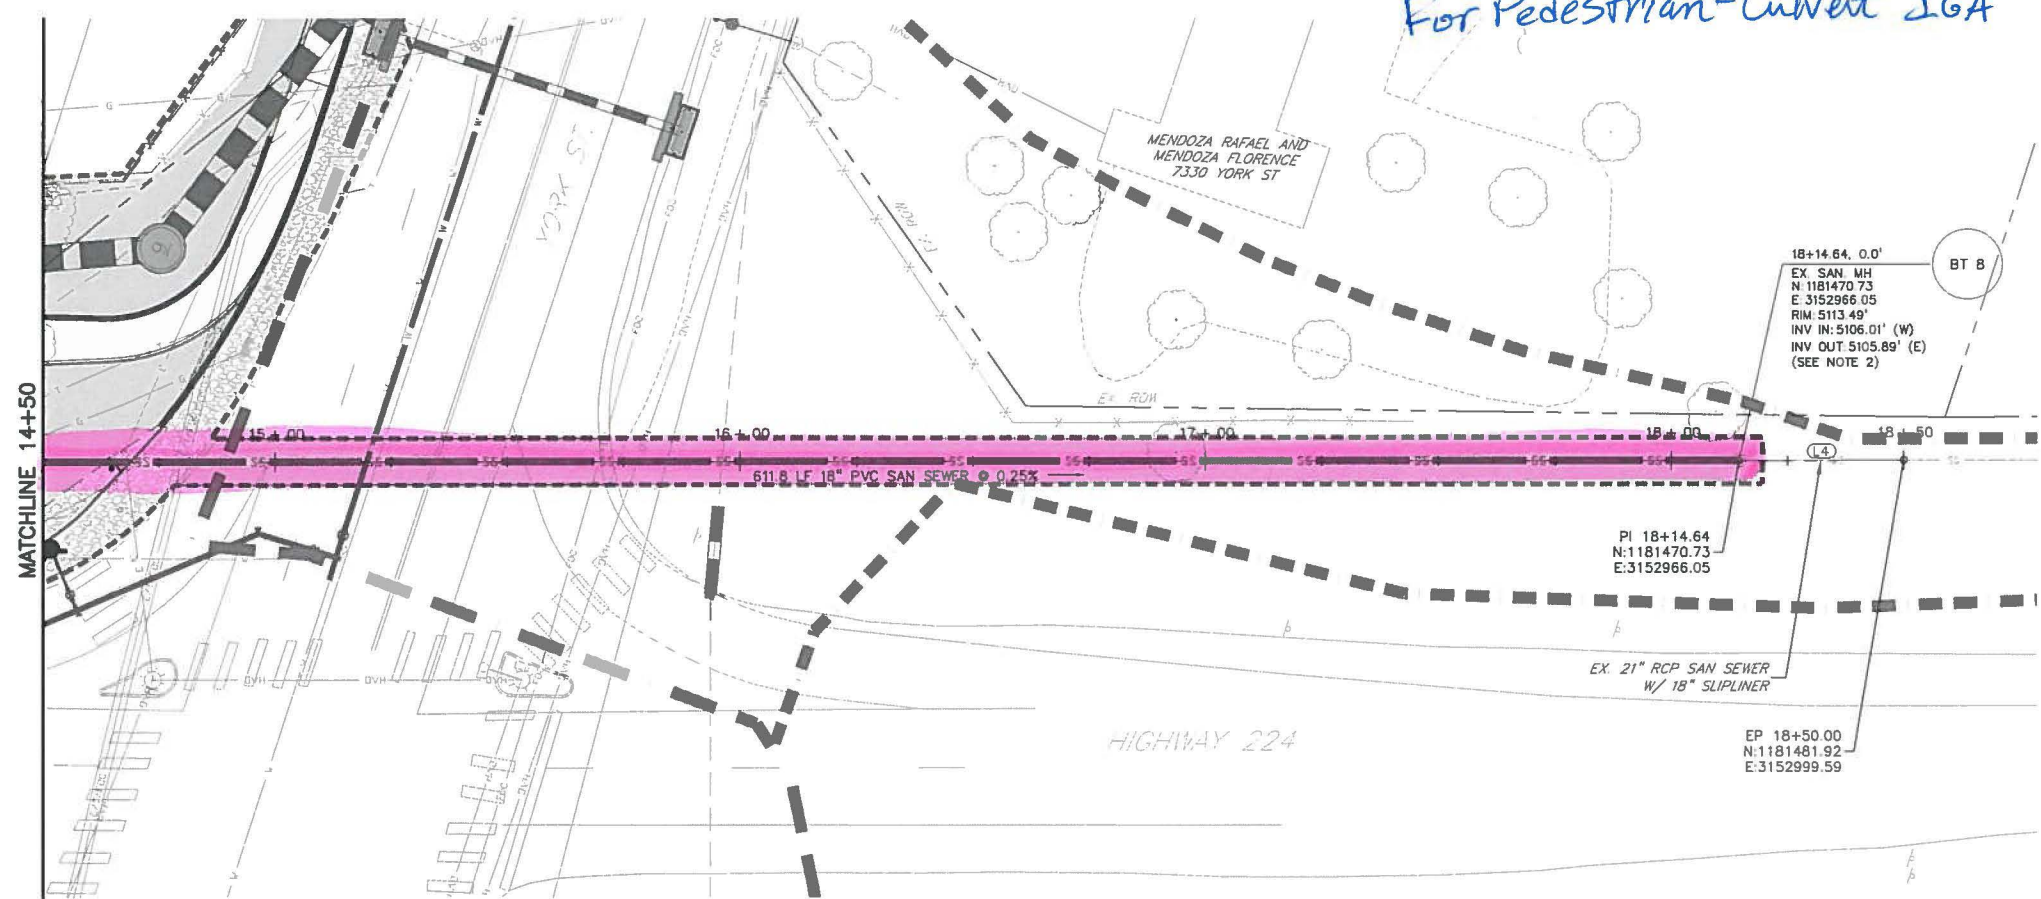 For Pedestrian-Culvert IGA
YORK ST.
MENDOZA RAFAEL AND
MENDOZA FLORENCE
7330 YORK ST
EX. ROW
18+14.64, 0.0'
EX. SAN. MH
N:1181470.73
E:3152966.05
RIM:5113.49'
INV IN:5106.01' (W)
INV OUT:5105.89' (E)
(SEE NOTE 2)
BT 8
MATCHLINE 14+50
EX. ROW
15+00
16+00
17+00
18+00
18+50
L4
611.8 LF 18" PVC SAN SEWER @ 0.25%
PI 18+14.64
N:1181470.73
E:3152966.05
EX. 21" RCP SAN SEWER
W/ 18" SLIPLINER
HIGHWAY 224
EP 18+50.00
N:1181481.92
E:3152999.59